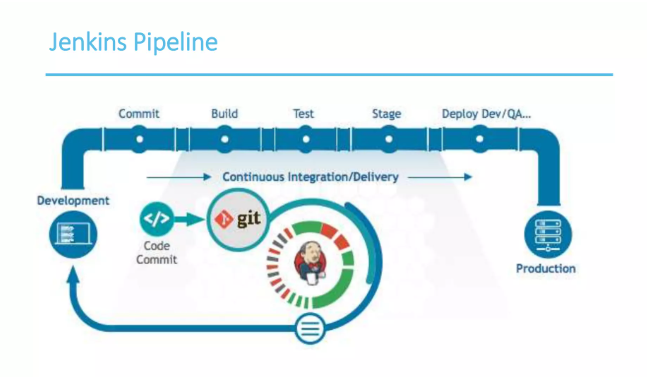 Jenkins Pipeline
Commit
Build
Test
Stage
Deploy Dev/QA...
Continuous Integration/Delivery
Development
</>
git
Code
Commit
Production